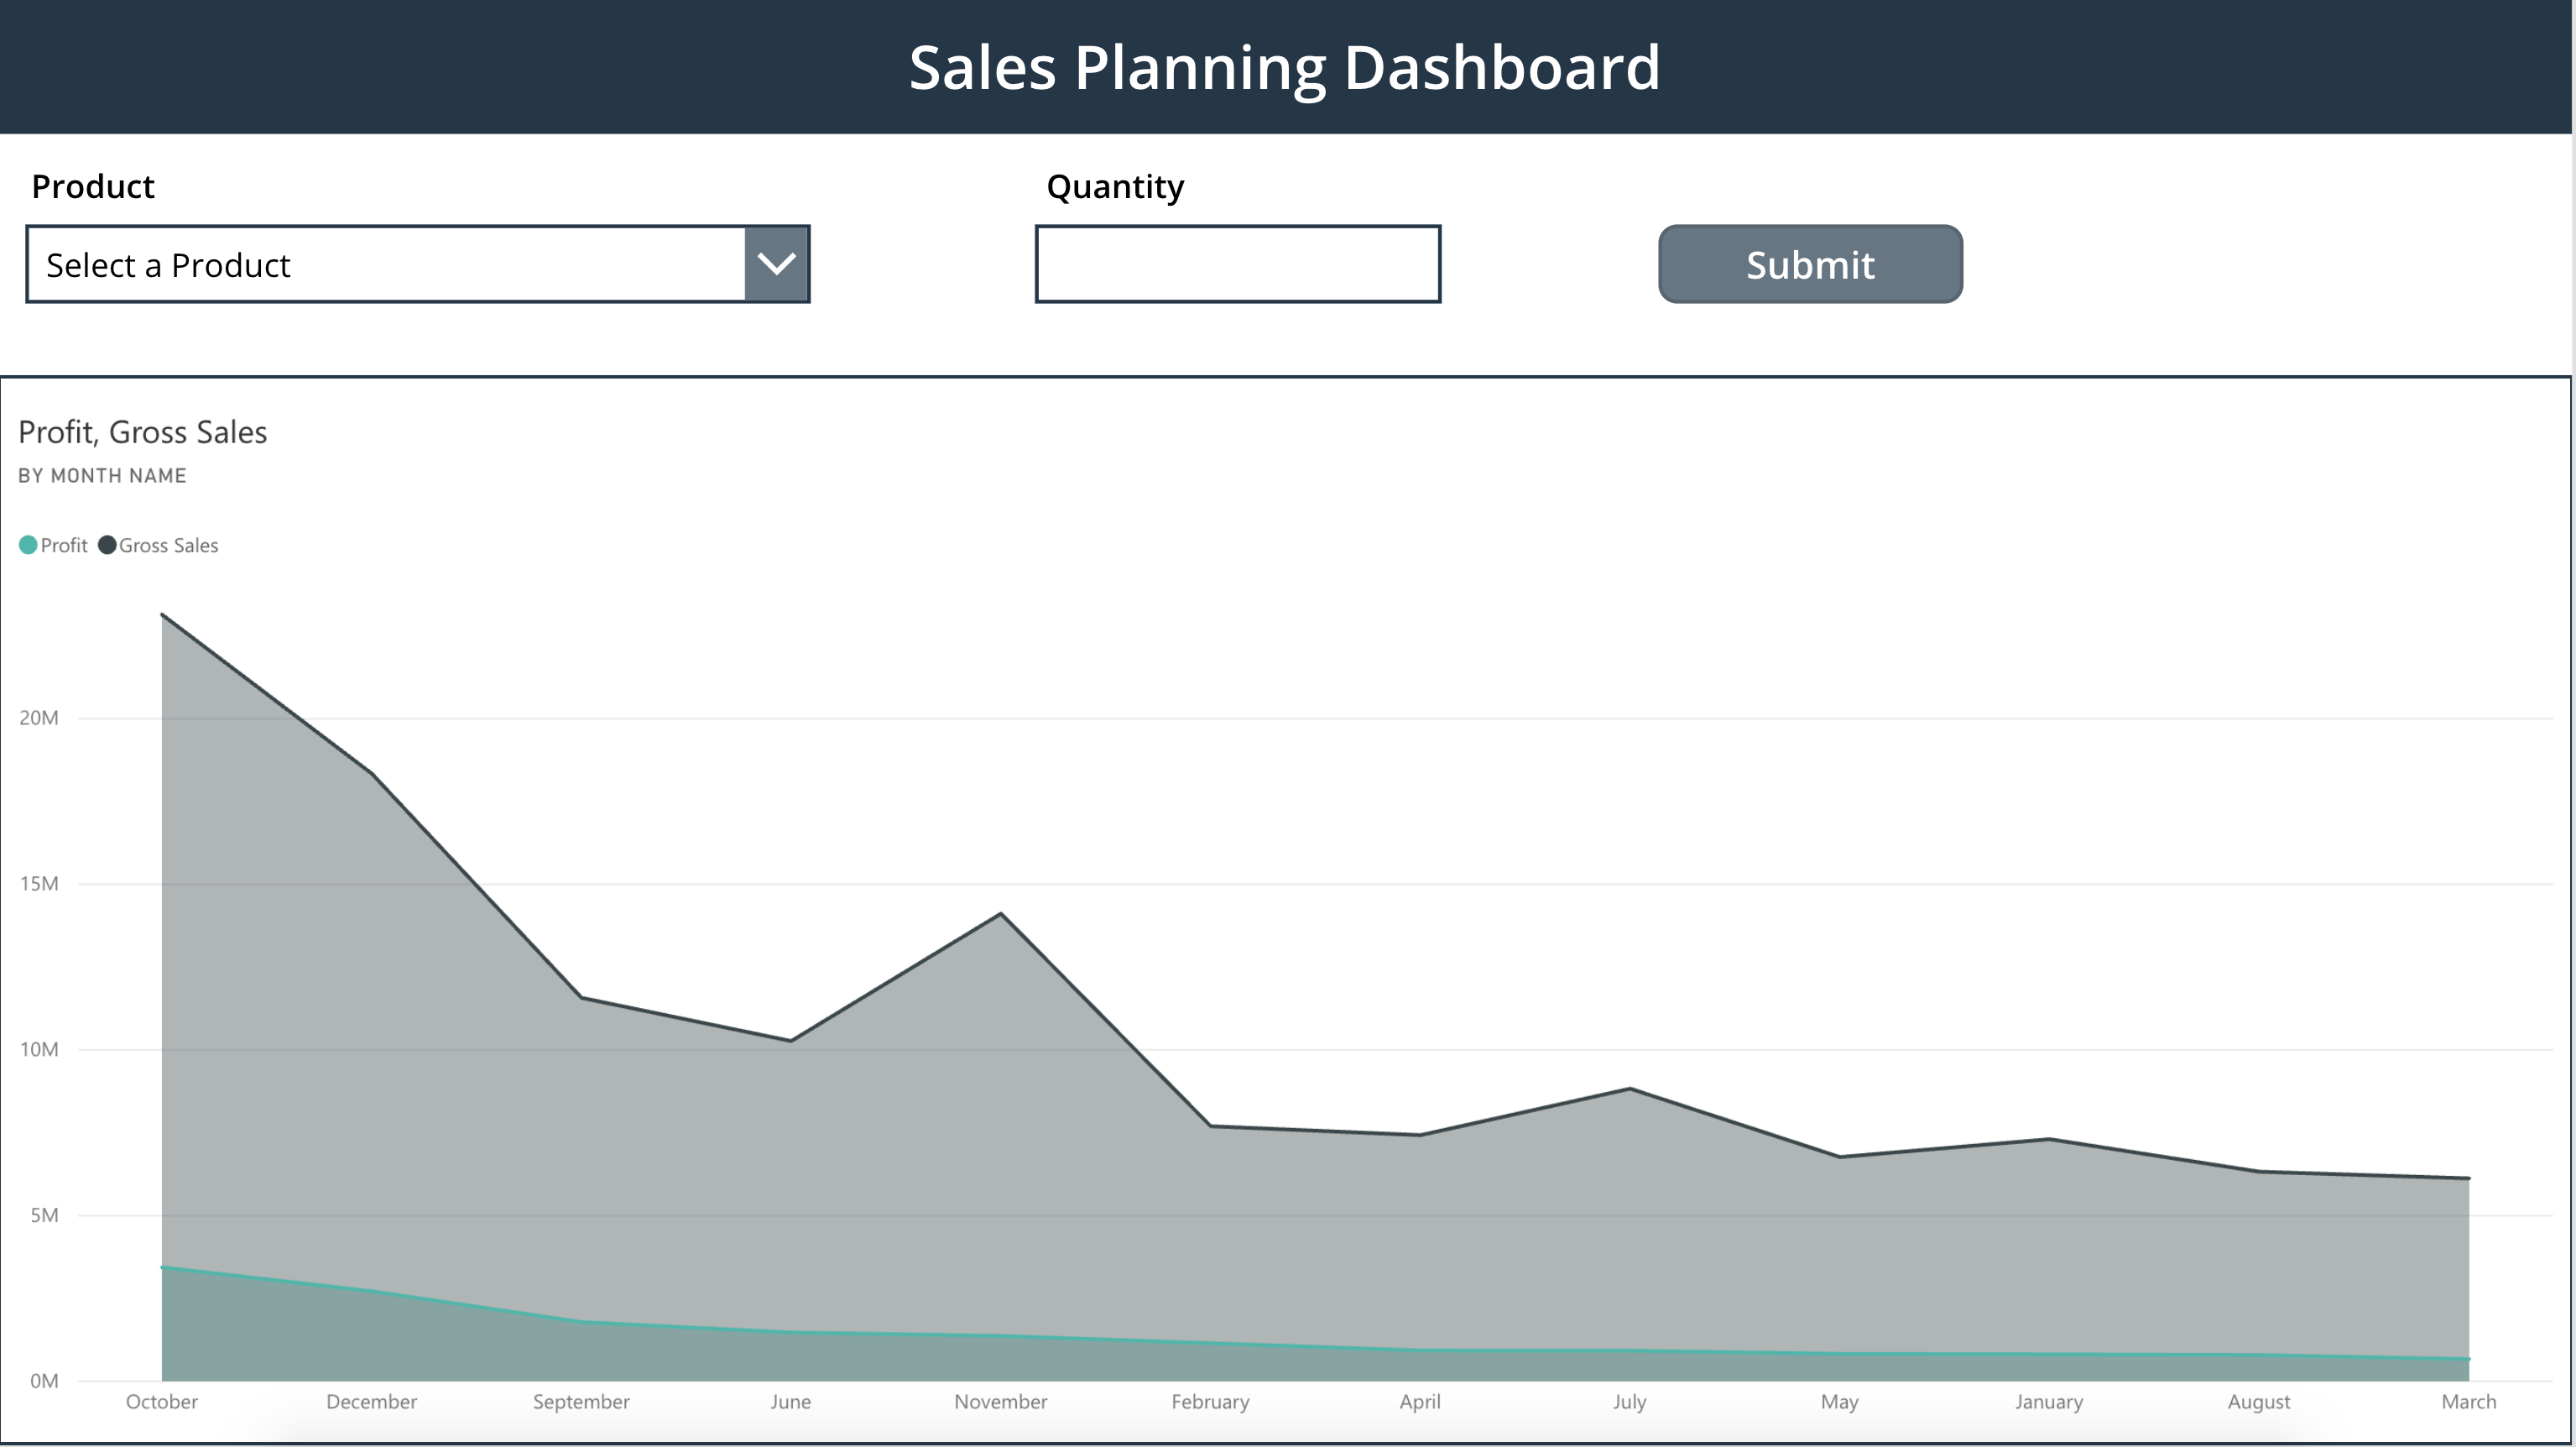 Sales Planning Dashboard
Product
Quantity
Select a Product
Submit
Profit, Gross Sales
BY MONTH NAME
Profit Gross Sales
20M
15M
10M
5M
0M
October December September June November February April July May January August March